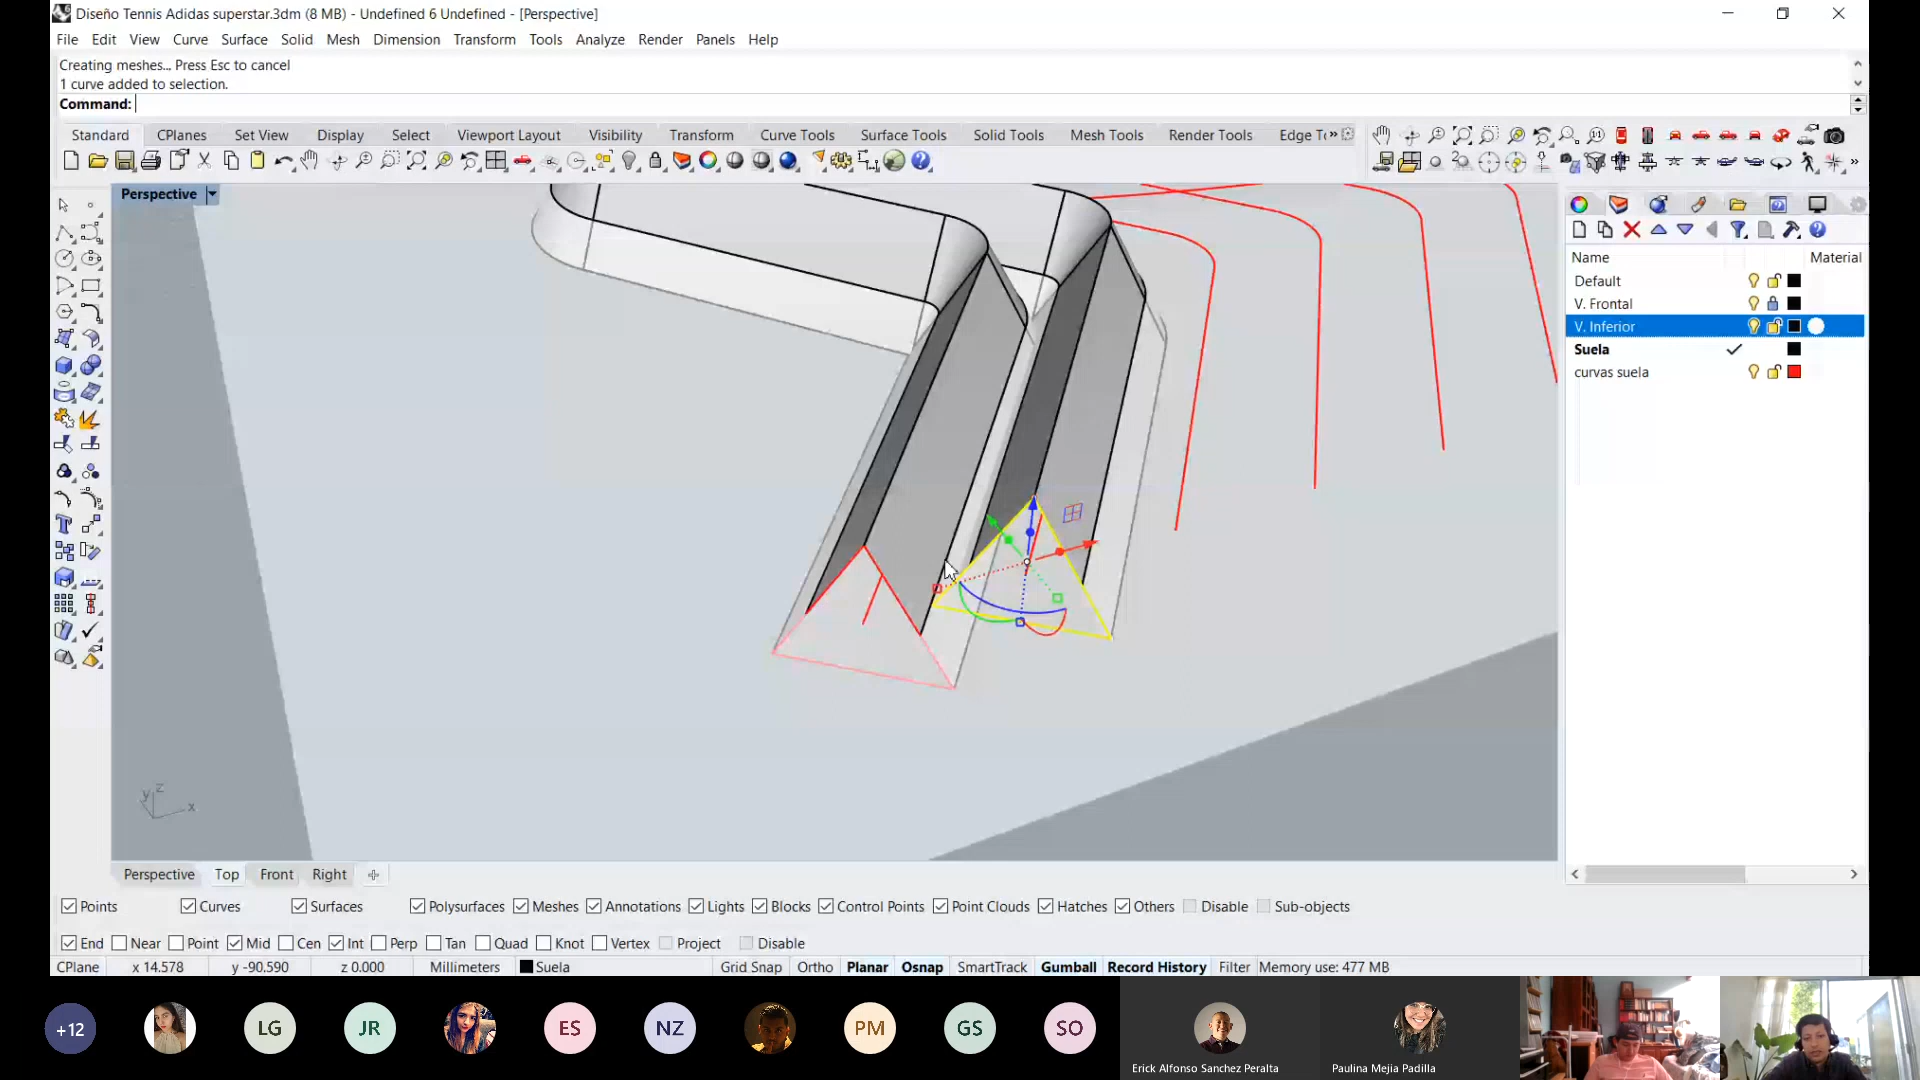 Diseño Tennis Adidas superstar.3dm (8 MB) - Undefined 6 Undefined - [Perspective]
File Edit View Curve Surface Solid Mesh Dimension Transform Tools Analyze Render Panels Help
Creating meshes... Press Esc to cancel
1 curve added to selection.
Command:
Standard CPlanes Set View Display Select Viewport Layout Visibility Transform Curve Tools Surface Tools Solid Tools Mesh Tools Render Tools Edge To
Perspective
Name Material
Default
V. Frontal
V. Inferior
Suela
curvas suela
y z x
Perspective Top Front Right
Points Curves Surfaces Polysurfaces Meshes Annotations Lights Blocks Control Points Point Clouds Hatches Others Disable Sub-objects
End Near Point Mid Cen Int Perp Tan Quad Knot Vertex Project Disable
CPlane x 14.578 y -90.590 z 0.000 Millimeters Suela Grid Snap Ortho Planar Osnap SmartTrack Gumball Record History Filter Memory use: 477 MB
+12 LG JR ES NZ PM GS SO
Erick Alfonso Sanchez Peralta Paulina Mejia Padilla